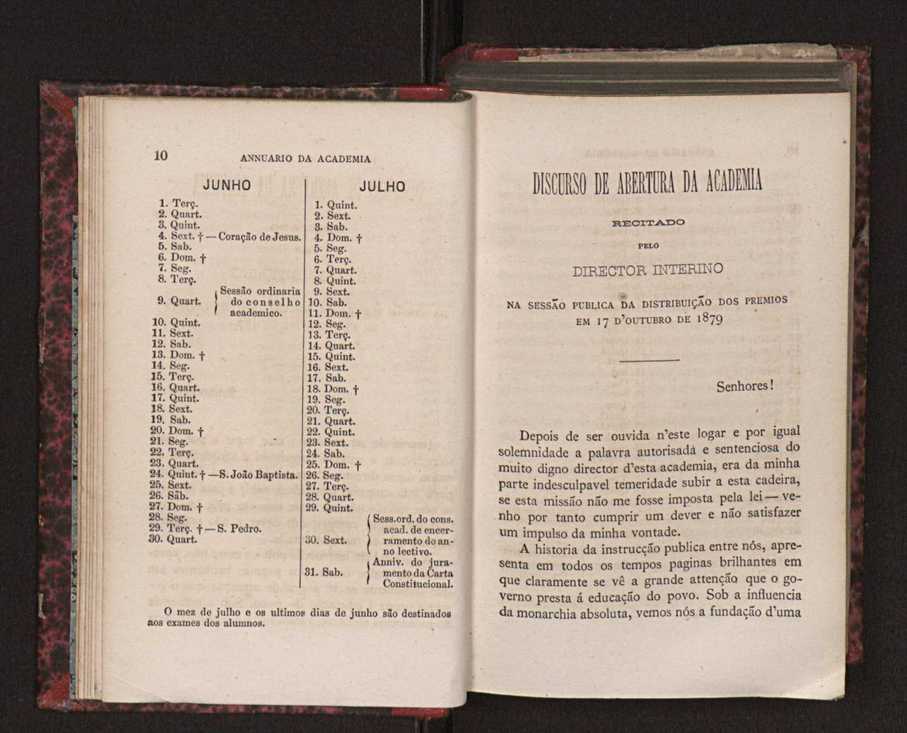 10 ANNUARIO DA ACADEMIA
JUNHO
1. Terç.
2. Quart.
3. Quint.
4. Sext. † — Coração de Jesus.
5. Sab.
6. Dom. †
7. Seg.
8. Terç.
9. Quart. { Sessão ordinaria
do conselho
academico.
10. Quint.
11. Sext.
12. Sab.
13. Dom. †
14. Seg.
15. Terç.
16. Quart.
17. Quint.
18. Sext.
19. Sab.
20. Dom. †
21. Seg.
22. Terç.
23. Quart.
24. Quint. † — S. João Baptista.
25. Sext.
26. Sab.
27. Dom. †
28. Seg.
29. Terç. † — S. Pedro.
30. Quart.
JULHO
1. Quint.
2. Sext.
3. Sab.
4. Dom. †
5. Seg.
6. Terç.
7. Quart.
8. Quint.
9. Sext.
10. Sab.
11. Dom. †
12. Seg.
13. Terç.
14. Quart.
15. Quint.
16. Sext.
17. Sab.
18. Dom. †
19. Seg.
20. Terç.
21. Quart.
22. Quint.
23. Sext.
24. Sab.
25. Dom. †
26. Seg.
27. Terç.
28. Quart.
29. Quint.
30. Sext. { Sess. ord. do cons.
acad. de encer-
ramento do an-
no lectivo.
31. Sab. { Anniv. do jura-
mento da Carta
Constitucional.
O mez de julho e os ultimos dias de junho são destinados
aos exames dos alumnos.
DISCURSO DE ABERTURA DA ACADEMIA
RECITADO
PELO
DIRECTOR INTERINO
NA SESSÃO PUBLICA DA DISTRIBUIÇÃO DOS PREMIOS
EM 17 D'OUTUBRO DE 1879
Senhores!
Depois de ser ouvida n'este logar e por igual
solemnidade a palavra autorisada e sentenciosa do
muito digno director d'esta academia, era da minha
parte indesculpavel temeridade subir a esta cadeira,
se esta missão não me fosse imposta pela lei — ve-
nho por tanto cumprir um dever e não satisfazer
um impulso da minha vontade.
A historia da instrucção publica entre nós, apre-
senta em todos os tempos paginas brilhantes em
que claramente se vê a grande attenção que o go-
verno presta á educação do povo. Sob a influencia
da monarchia absoluta, vemos nós a fundação d'uma